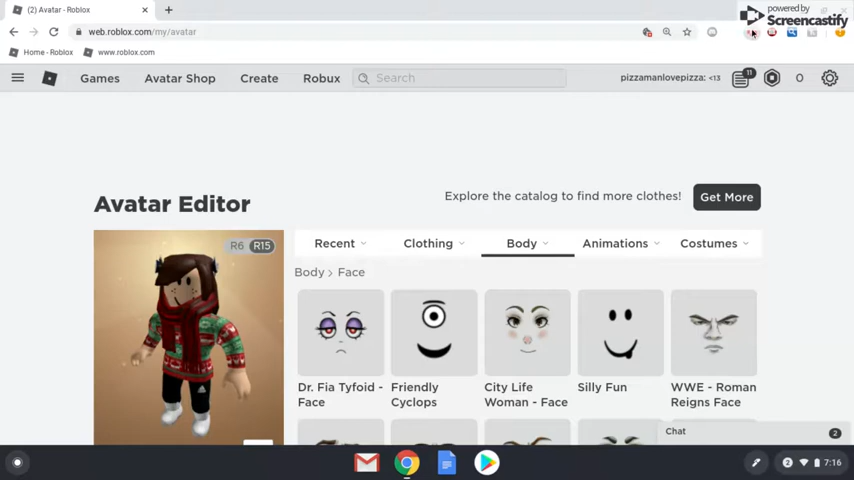 (2) Avatar - Roblox
powered by
Screencastify
web.roblox.com/my/avatar
Home - Roblox
www.roblox.com
Games
Avatar Shop
Create
Robux
Search
pizzamanlovepizza: <13
11
0
Avatar Editor
Explore the catalog to find more clothes!
Get More
R6
R15
Recent
Clothing
Body
Animations
Costumes
Body > Face
Dr. Fia Tyfoid -
Face
Friendly
Cyclops
City Life
Woman - Face
Silly Fun
WWE - Roman
Reigns Face
Chat
2
2
7:16